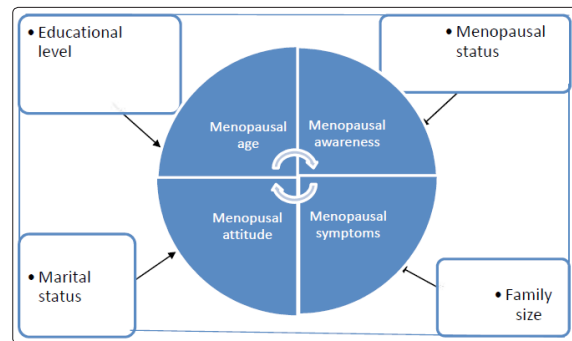 • Educational
level
• Menopausal
status
Menopausal
age
Menopausal
awareness
Menopusal
attitude
Menopausal
symptoms
• Marital
status
• Family
size